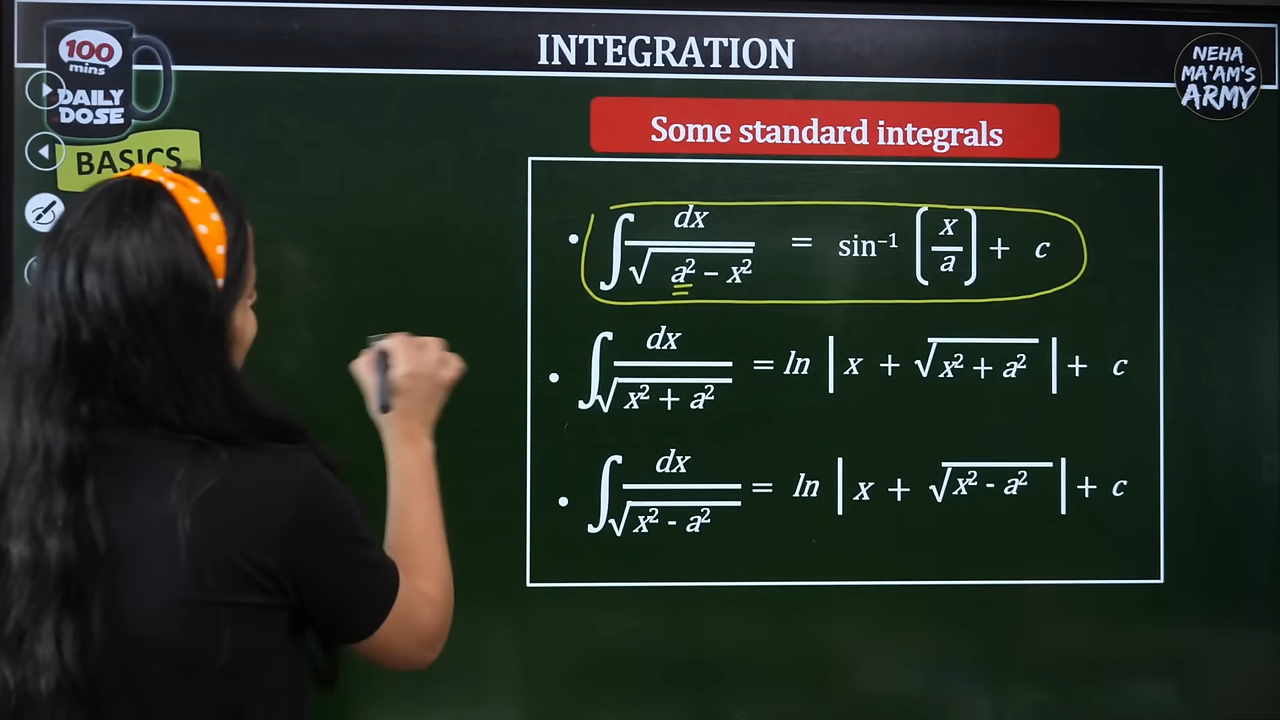 INTEGRATION
100
mins
DAILY
DOSE
NEHA
MA'AM'S
ARMY
BASICS
Some standard integrals
• ∫ dx / √(a² − x²) = sin⁻¹ [x/a] + c
• ∫ dx / √(x² + a²) = ln | x + √(x² + a²) | + c
• ∫ dx / √(x² - a²) = ln | x + √(x² - a²) | + c